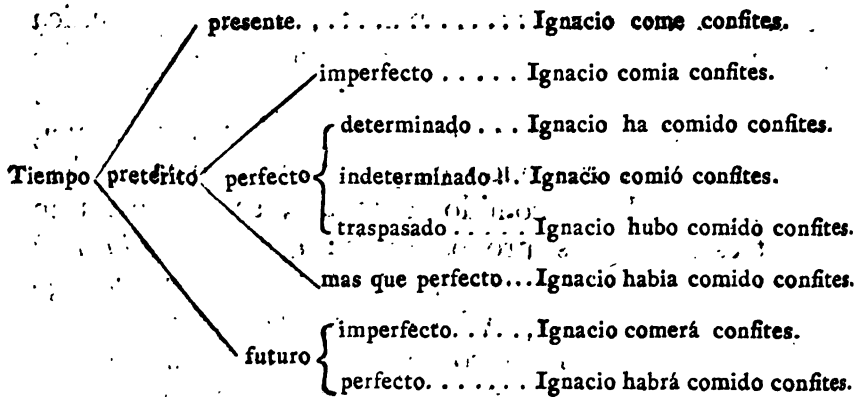 presente. . . . . . . . . . . . . . Ignacio come confites.
imperfecto . . . . . Ignacio comia confites.
determinado . . . Ignacio ha comido confites.
Tiempo pretérito perfecto indeterminado . . Ignacio comió confites.
traspasado . . . . . Ignacio hubo comido confites.
mas que perfecto...Ignacio habia comido confites.
imperfecto. . . . . Ignacio comerá confites.
futuro
perfecto. . . . . . . Ignacio habrá comido confites.